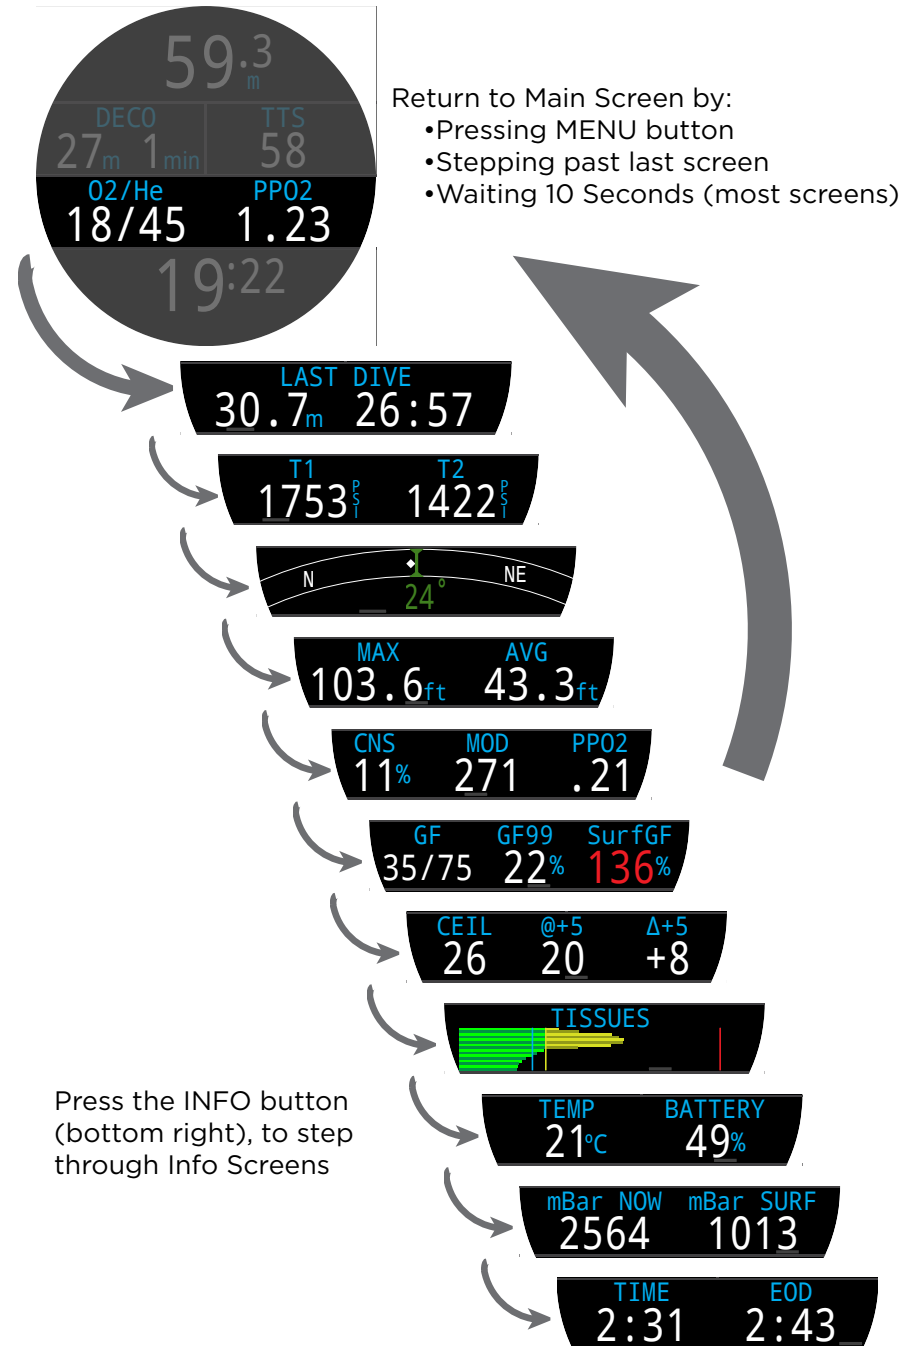 59.3
m
DECO TTS
27m 1min 58
O2/He PPO2
18/45 1.23
19:22
Return to Main Screen by:
•Pressing MENU button
•Stepping past last screen
•Waiting 10 Seconds (most screens)
LAST DIVE
30.7m 26:57
T1 T2
1753PSI 1422PSI
N NE
24°
MAX AVG
103.6ft 43.3ft
CNS MOD PPO2
11% 271 .21
GF GF99 SurfGF
35/75 22% 136%
CEIL @+5 Δ+5
26 20 +8
TISSUES
Press the INFO button
(bottom right), to step
through Info Screens
TEMP BATTERY
21°C 49%
mBar NOW mBar SURF
2564 1013
TIME EOD
2:31 2:43